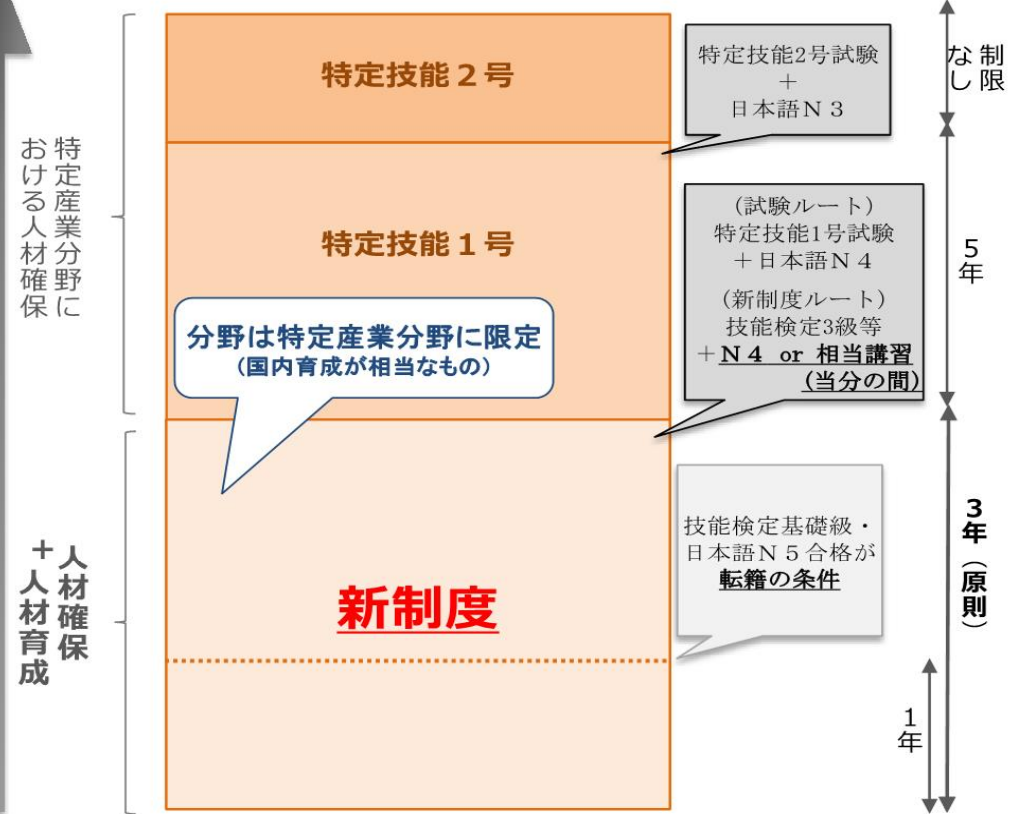 特定技能２号
特定技能2号試験
＋
日本語Ｎ３
制限
なし
特定産業分野に
おける人材確保
特定技能１号
（試験ルート）
特定技能1号試験
＋日本語Ｎ４
（新制度ルート）
技能検定3級等
＋Ｎ４ or 相当講習
（当分の間）
5年
分野は特定産業分野に限定
（国内育成が相当なもの）
人材確保
＋人材育成
新制度
技能検定基礎級・
日本語Ｎ５合格が
転籍の条件
3年（原則）
1年